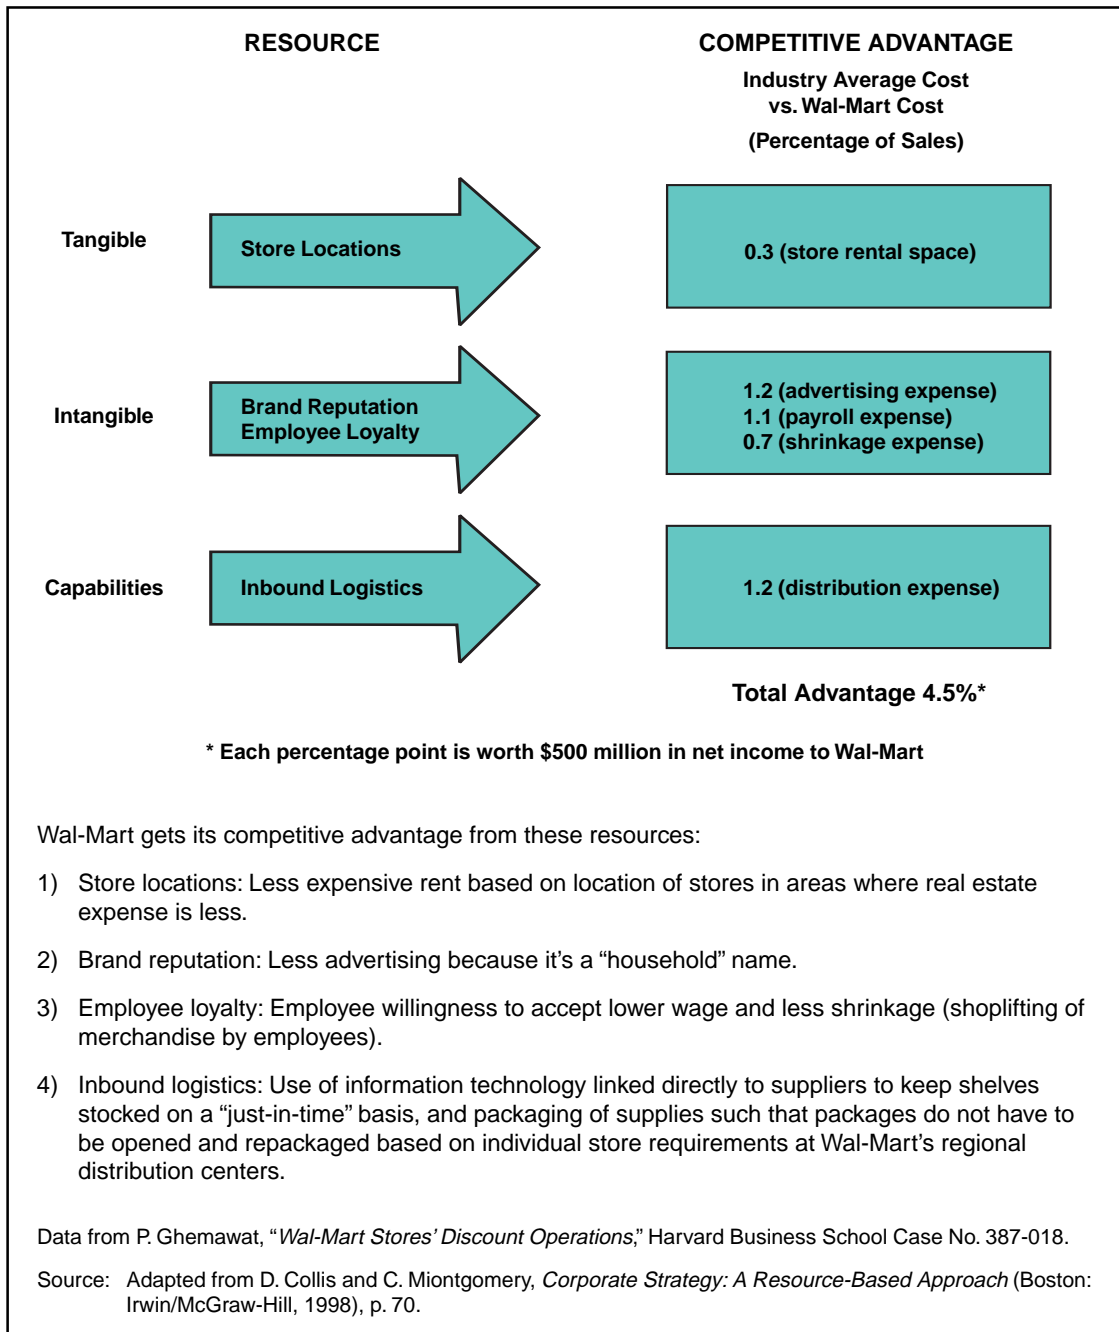 RESOURCE
COMPETITIVE ADVANTAGE
Industry Average Cost
vs. Wal-Mart Cost
(Percentage of Sales)
Tangible
Store Locations
0.3 (store rental space)
Intangible
Brand Reputation
Employee Loyalty
1.2 (advertising expense)
1.1 (payroll expense)
0.7 (shrinkage expense)
Capabilities
Inbound Logistics
1.2 (distribution expense)
Total Advantage 4.5%*
* Each percentage point is worth $500 million in net income to Wal-Mart
Wal-Mart gets its competitive advantage from these resources:
1) Store locations: Less expensive rent based on location of stores in areas where real estate
expense is less.
2) Brand reputation: Less advertising because it's a “household” name.
3) Employee loyalty: Employee willingness to accept lower wage and less shrinkage (shoplifting of
merchandise by employees).
4) Inbound logistics: Use of information technology linked directly to suppliers to keep shelves
stocked on a “just-in-time” basis, and packaging of supplies such that packages do not have to
be opened and repackaged based on individual store requirements at Wal-Mart's regional
distribution centers.
Data from P. Ghemawat, “Wal-Mart Stores' Discount Operations,” Harvard Business School Case No. 387-018.
Source: Adapted from D. Collis and C. Miontgomery, Corporate Strategy: A Resource-Based Approach (Boston:
Irwin/McGraw-Hill, 1998), p. 70.